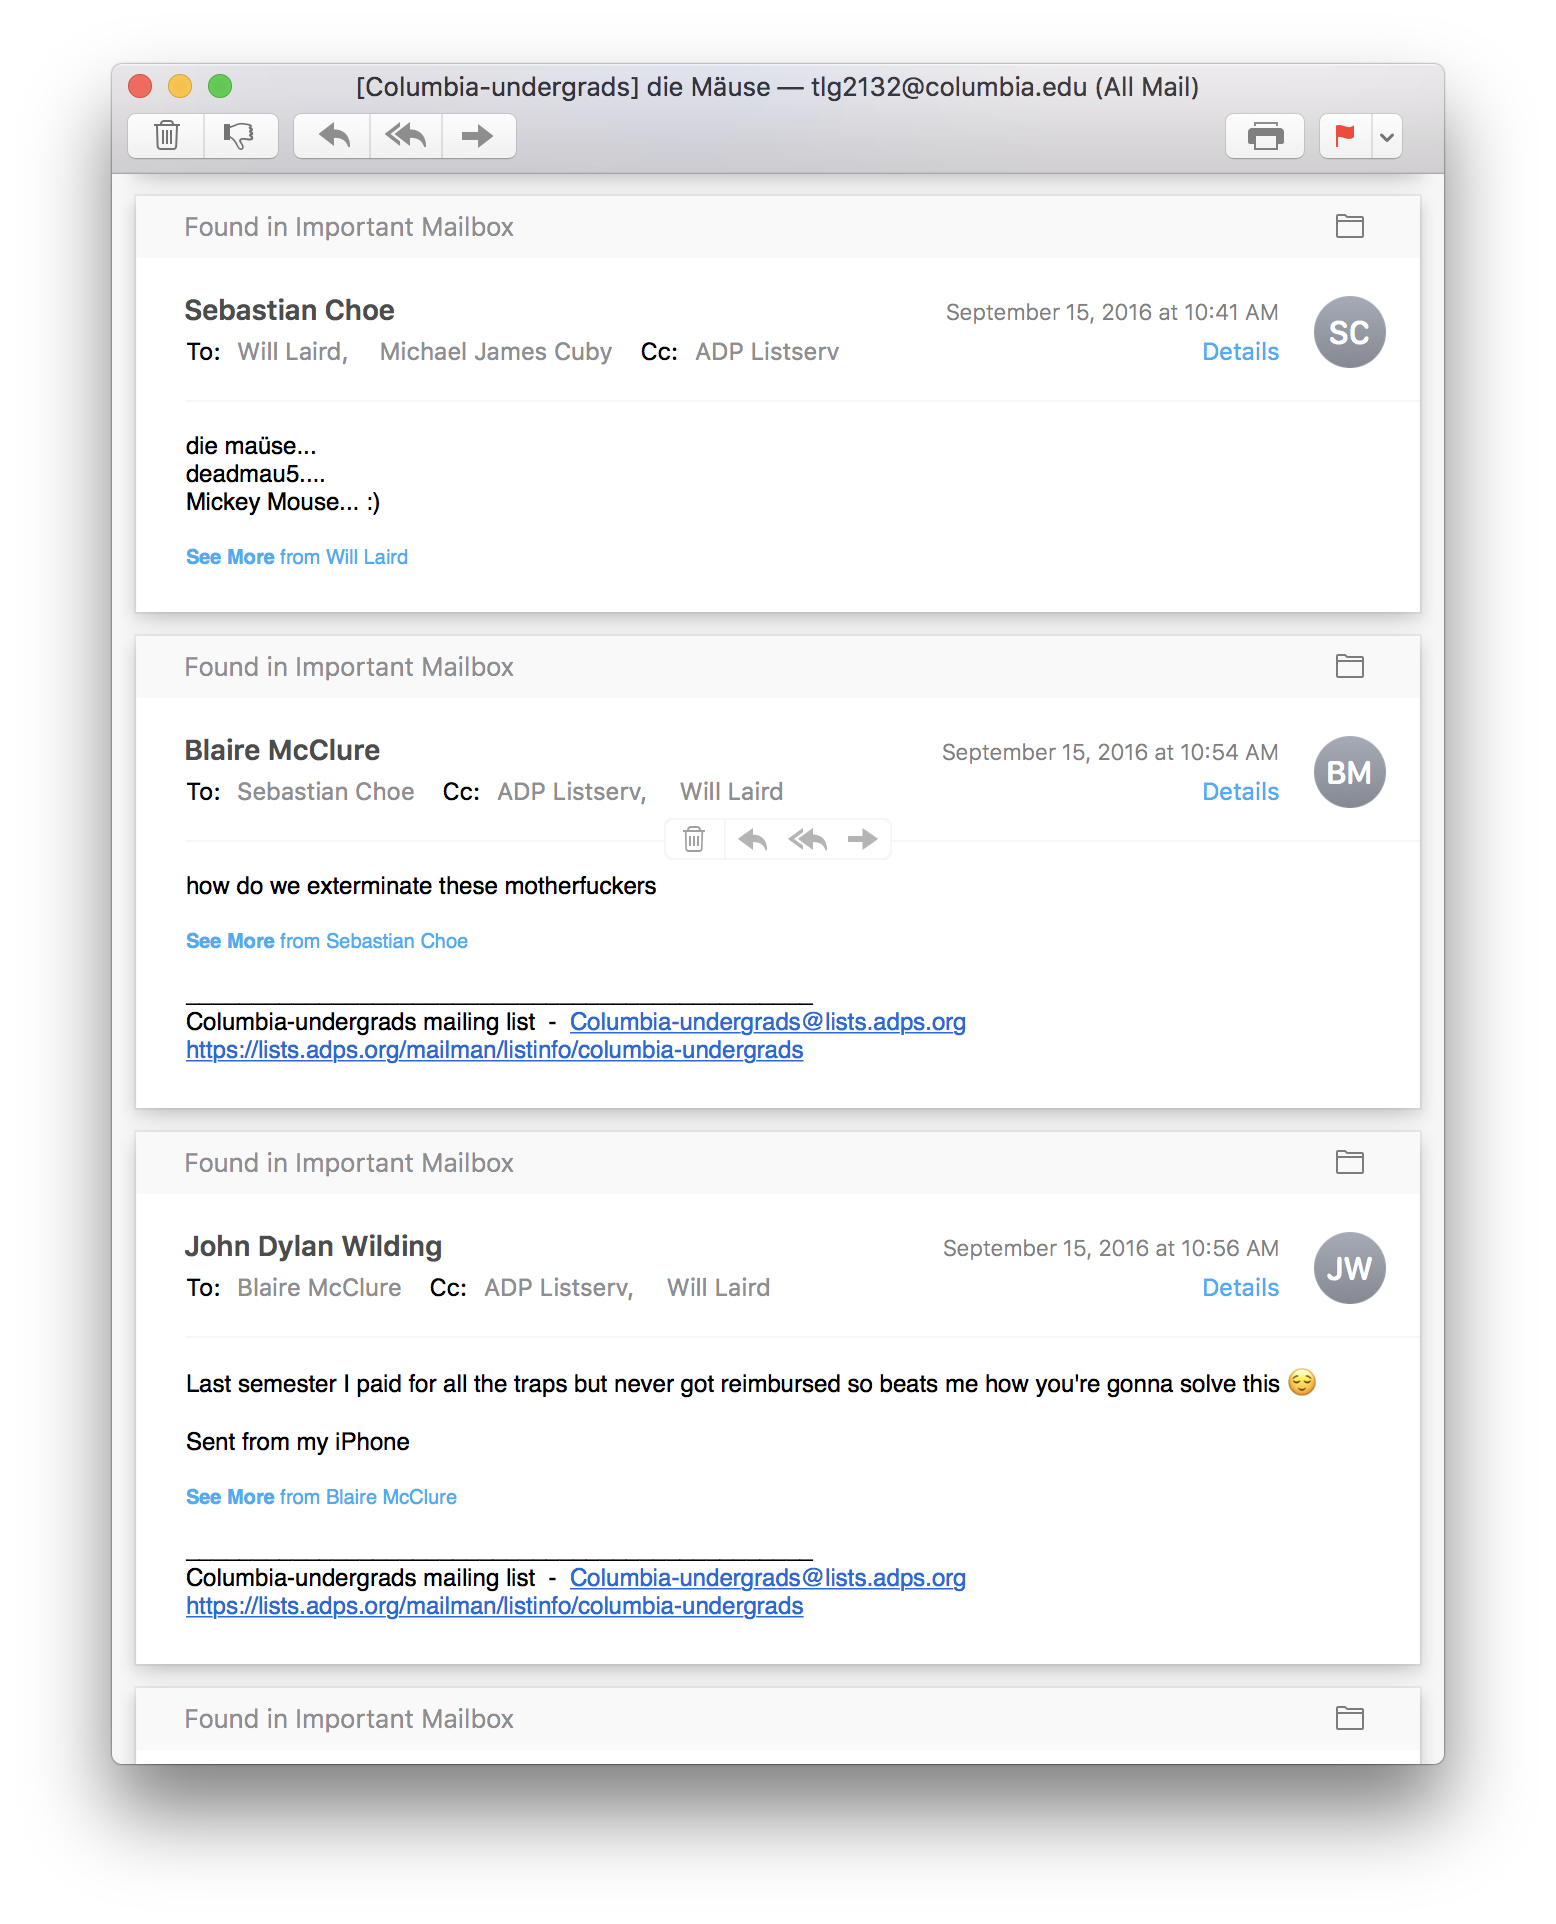 [Columbia-undergrads] die Mäuse — tlg2132@columbia.edu (All Mail)
Found in Important Mailbox
Sebastian Choe September 15, 2016 at 10:41 AM SC
To: Will Laird, Michael James Cuby Cc: ADP Listserv Details
die maüse...
deadmau5....
Mickey Mouse... :)
See More from Will Laird
Found in Important Mailbox
Blaire McClure September 15, 2016 at 10:54 AM BM
To: Sebastian Choe Cc: ADP Listserv, Will Laird Details
how do we exterminate these motherfuckers
See More from Sebastian Choe
_______________________________________________
Columbia-undergrads mailing list - Columbia-undergrads@lists.adps.org
https://lists.adps.org/mailman/listinfo/columbia-undergrads
Found in Important Mailbox
John Dylan Wilding September 15, 2016 at 10:56 AM JW
To: Blaire McClure Cc: ADP Listserv, Will Laird Details
Last semester I paid for all the traps but never got reimbursed so beats me how you're gonna solve this 😌
Sent from my iPhone
See More from Blaire McClure
_______________________________________________
Columbia-undergrads mailing list - Columbia-undergrads@lists.adps.org
https://lists.adps.org/mailman/listinfo/columbia-undergrads
Found in Important Mailbox